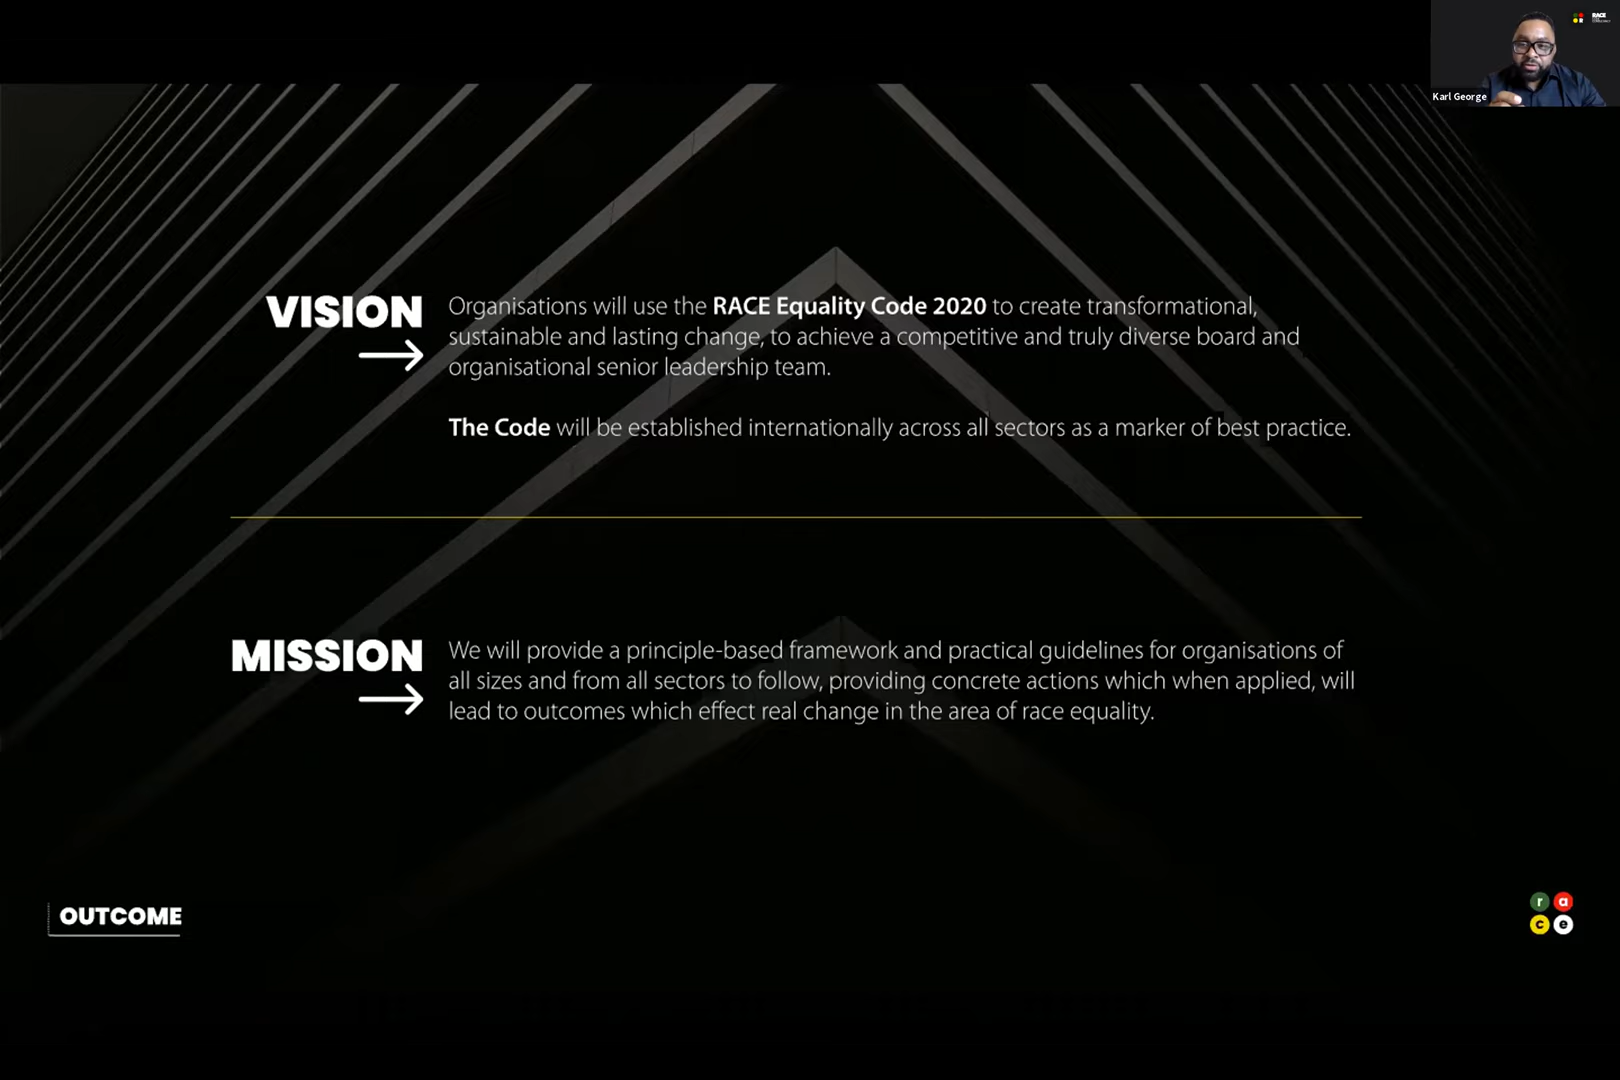 RACE
Karl George
VISION
Organisations will use the RACE Equality Code 2020 to create transformational,
sustainable and lasting change, to achieve a competitive and truly diverse board and
organisational senior leadership team.
The Code will be established internationally across all sectors as a marker of best practice.
MISSION
We will provide a principle-based framework and practical guidelines for organisations of
all sizes and from all sectors to follow, providing concrete actions which when applied, will
lead to outcomes which effect real change in the area of race equality.
OUTCOME
r a
c e